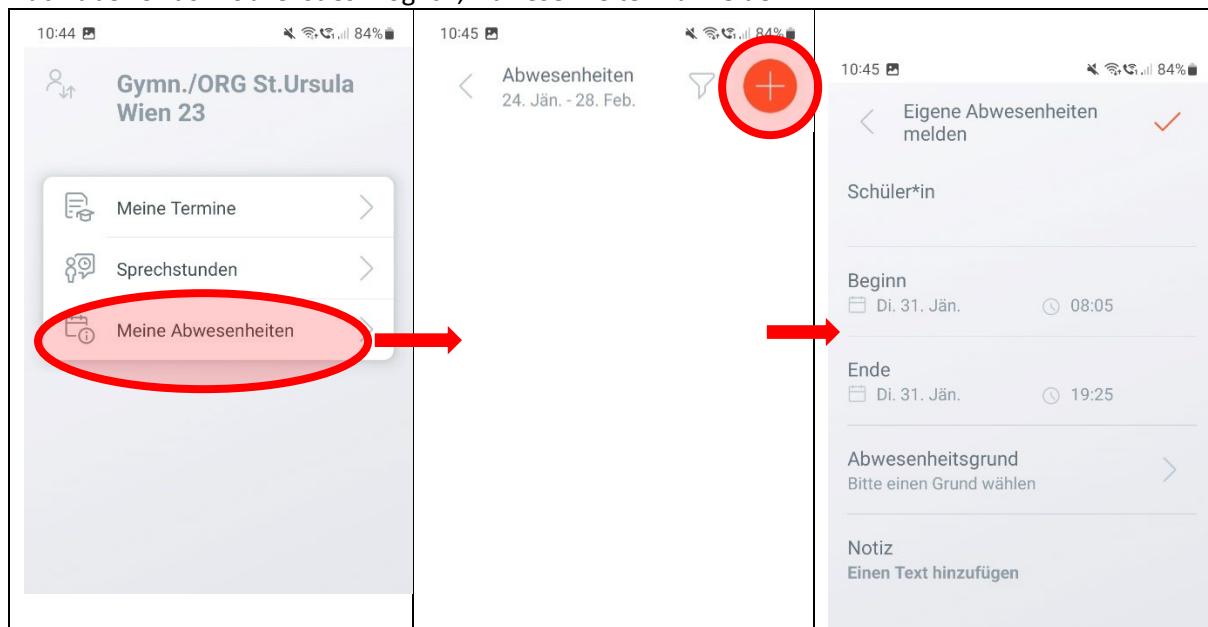 10:44 84%
Gymn./ORG St.Ursula
Wien 23
Meine Termine
Sprechstunden
Meine Abwesenheiten
10:45 84%
Abwesenheiten
24. Jän. - 28. Feb.
10:45 84%
Eigene Abwesenheiten
melden
Schüler*in
Beginn
Di. 31. Jän. 08:05
Ende
Di. 31. Jän. 19:25
Abwesenheitsgrund
Bitte einen Grund wählen
Notiz
Einen Text hinzufügen